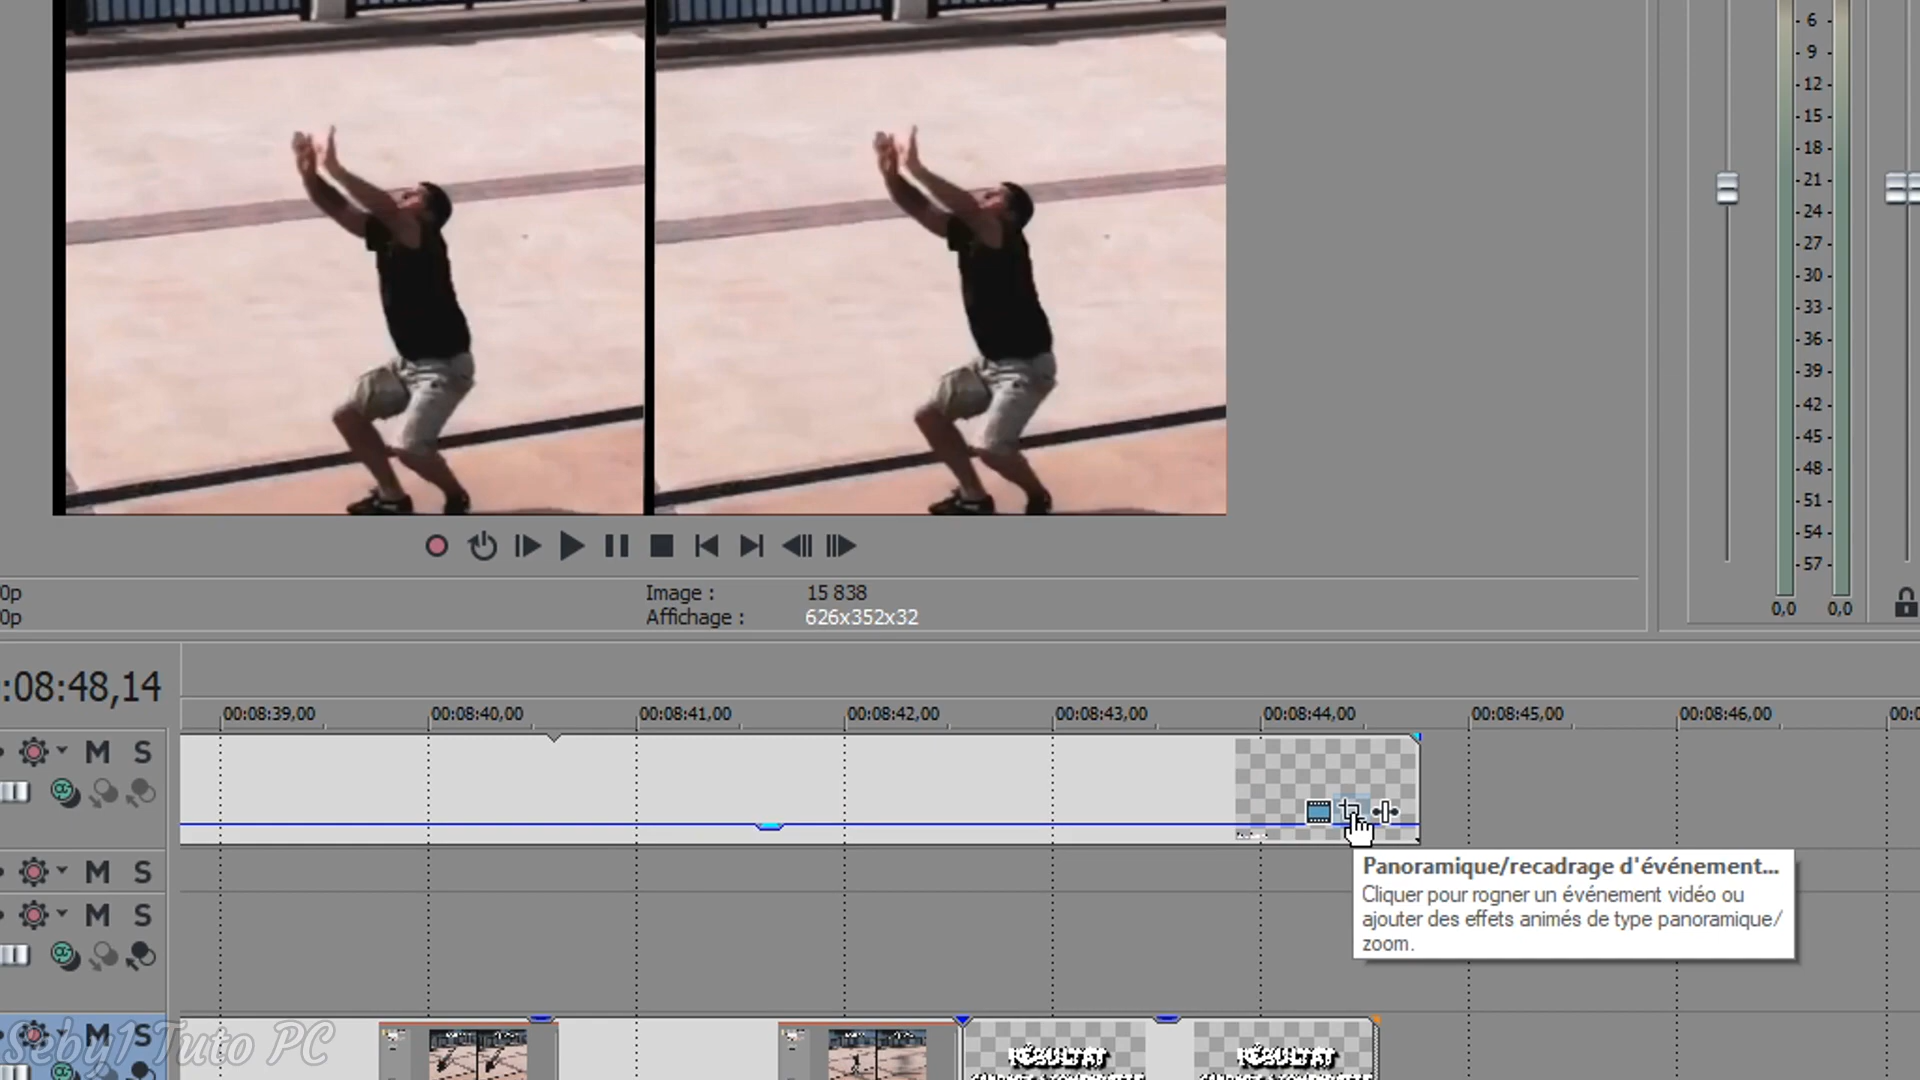 6
9
12
15
18
21
24
27
30
33
36
39
42
45
48
51
54
57
0,0 0,0
0p
0p
Image : 15 838
Affichage : 626x352x32
:08:48,14
00:08:39,00 00:08:40,00 00:08:41,00 00:08:42,00 00:08:43,00 00:08:44,00 00:08:45,00 00:08:46,00 00:0
M S
Panoramique/recadrage d'événement...
Cliquer pour rogner un événement vidéo ou
ajouter des effets animés de type panoramique/
zoom.
M S
M S
M S
Seby1 Tuto PC
RÉSULTAT RÉSULTAT